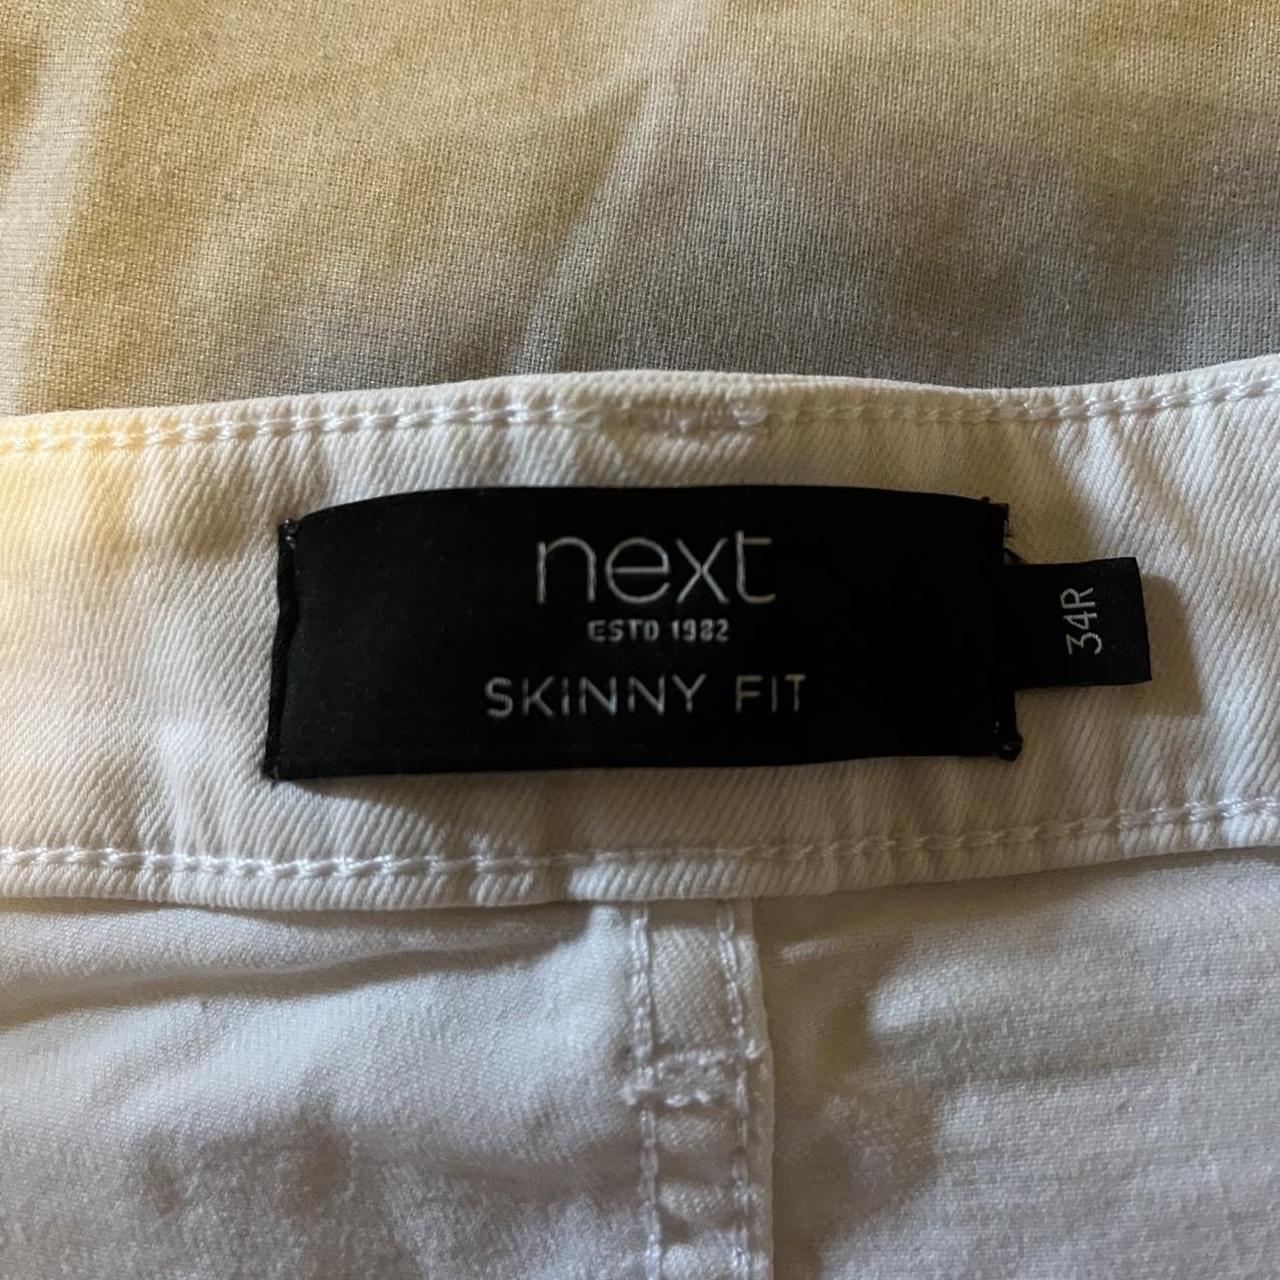 next
ESTD 1982
SKINNY FIT
34R